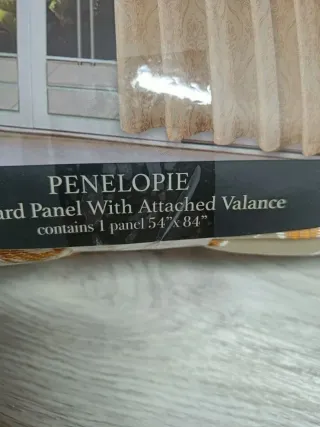 PENELOPIE
ard Panel With Attached Valance
contains 1 panel 54"x 84"